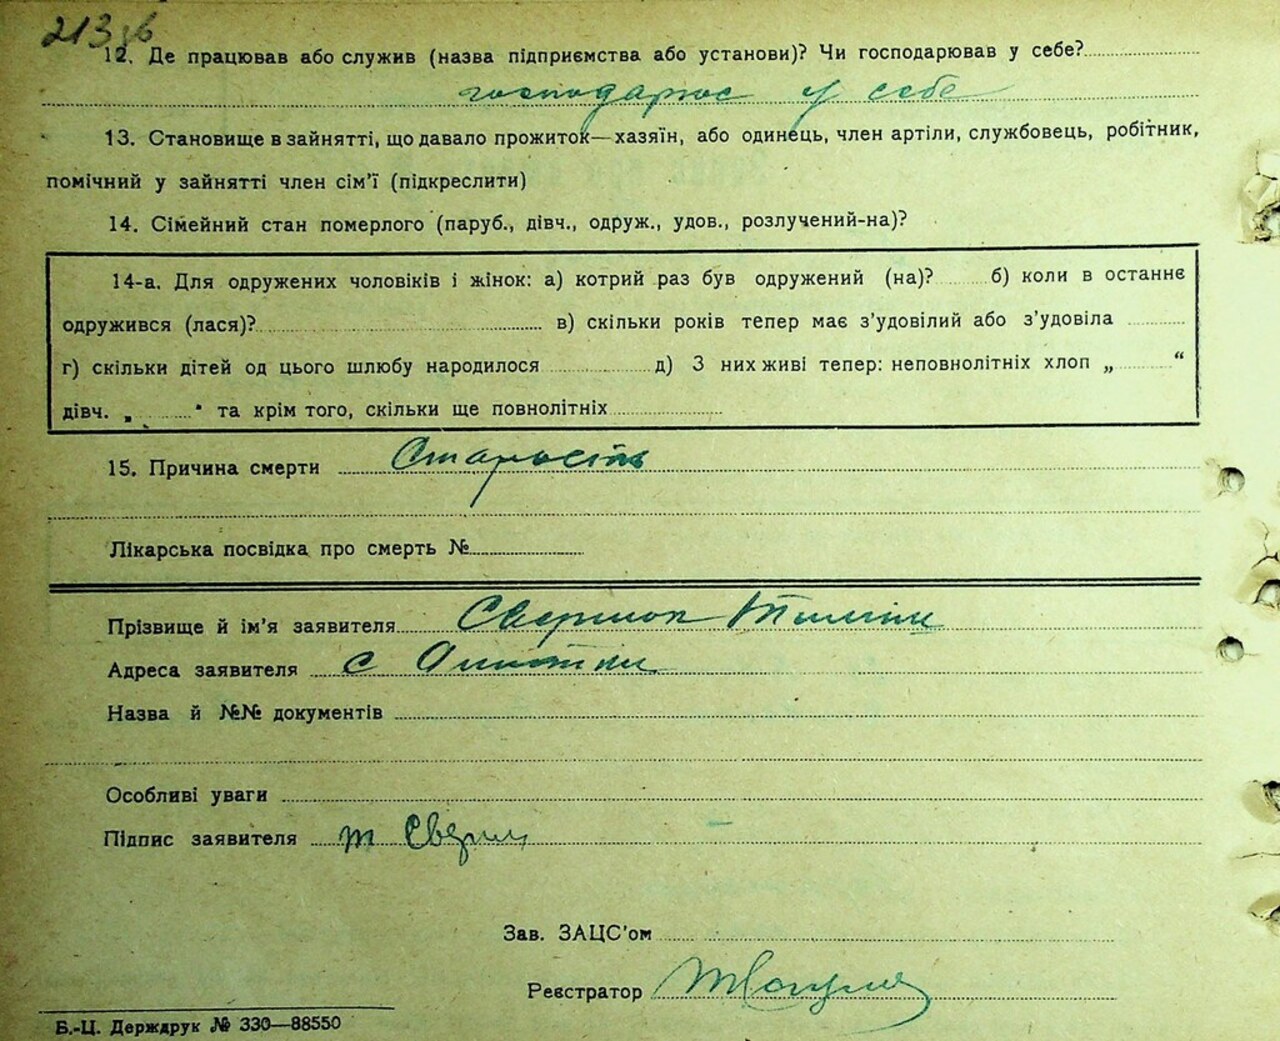 213зв
12. Де працював або служив (назва підприємства або установи)? Чи господарював у себе?
господарює у себе
13. Становище в зайнятті, що давало прожиток—хазяїн, або одинець, член артіли, службовець, робітник,
помічний у зайнятті член сім'ї (підкреслити)
14. Сімейний стан померлого (паруб., дівч., одруж., удов., розлучений-на)?
14-а. Для одружених чоловіків і жінок: а) котрий раз був одружений (на)? б) коли в останнє
одружився (лася)? в) скільки років тепер має з'удовілий або з'удовіла
г) скільки дітей од цього шлюбу народилося д) З них живі тепер: неповнолітніх хлоп „ “
дівч. „ " та крім того, скільки ще повнолітніх
15. Причина смерти Старість
Лікарська посвідка про смерть №
Прізвище й ім'я заявителя
Адреса заявителя с
Назва й №№ документів
Особливі уваги
Підпис заявителя
Зав. ЗАЦС'ом
Реєстратор
Б.-Ц. Держдрук № 330—88550